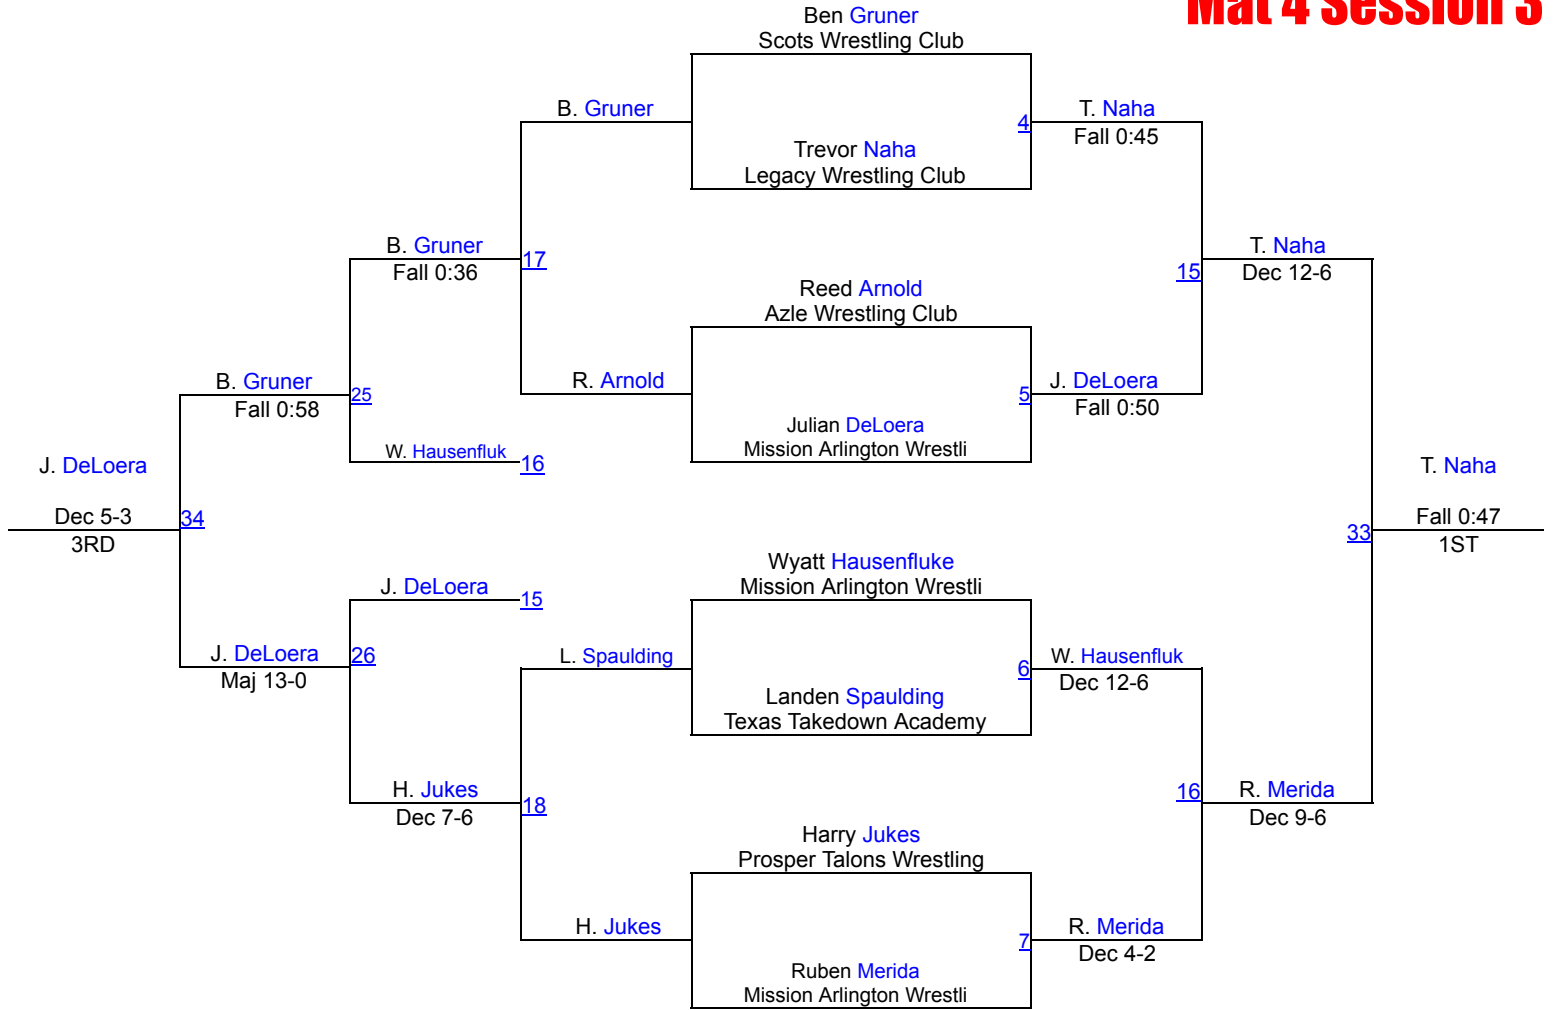 Mat 4 Session 3
Ben Gruner
Scots Wrestling Club
B. Gruner
4
T. Naha
Fall 0:45
Trevor Naha
Legacy Wrestling Club
B. Gruner
Fall 0:36
17
T. Naha
Dec 12-6
15
Reed Arnold
Azle Wrestling Club
B. Gruner
Fall 0:58
25
R. Arnold
5
J. DeLoera
Fall 0:50
Julian DeLoera
Mission Arlington Wrestli
W. Hausenfluk
16
J. DeLoera
Dec 5-3
3RD
34
T. Naha
Fall 0:47
1ST
33
Wyatt Hausenfluke
Mission Arlington Wrestli
J. DeLoera
15
J. DeLoera
Maj 13-0
26
L. Spaulding
6
W. Hausenfluk
Dec 12-6
Landen Spaulding
Texas Takedown Academy
H. Jukes
Dec 7-6
18
16
R. Merida
Dec 9-6
Harry Jukes
Prosper Talons Wrestling
H. Jukes
7
R. Merida
Dec 4-2
Ruben Merida
Mission Arlington Wrestli